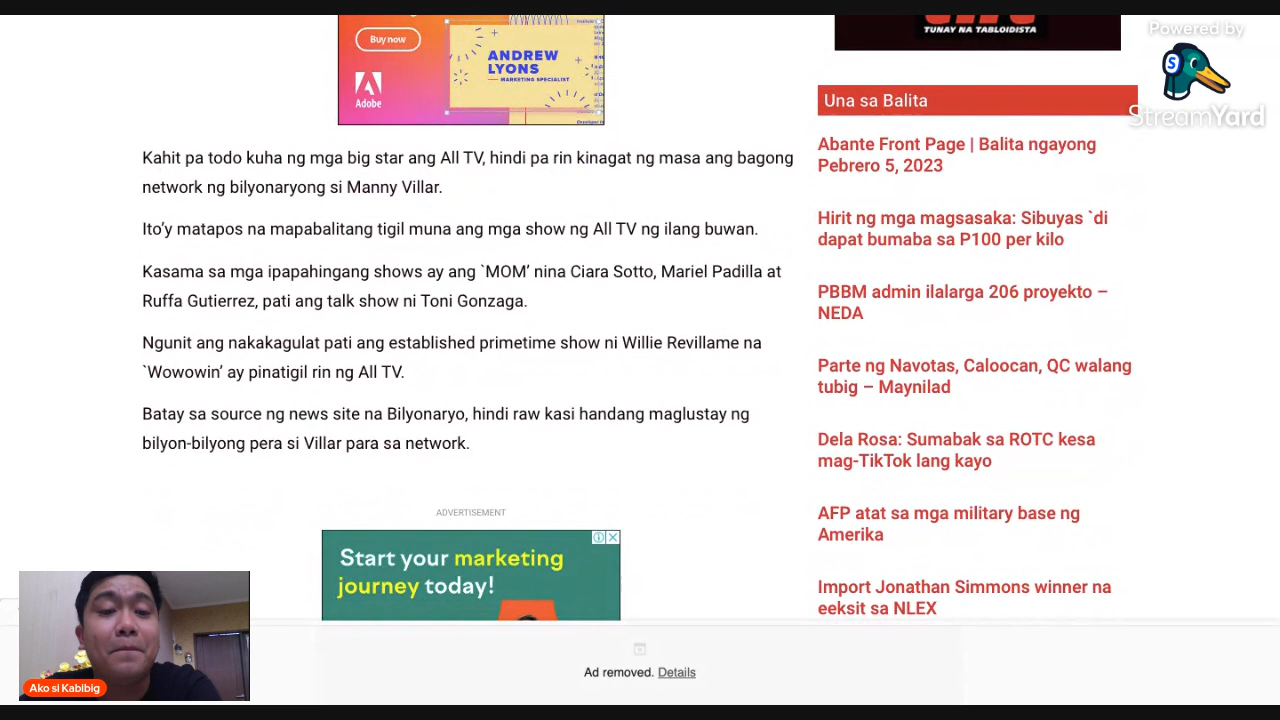 Buy now
Adobe
ANDREW
LYONS
MARKETING SPECIALIST
TUNAY NA TABLOIDISTA
Powered by
StreamYard
Kahit pa todo kuha ng mga big star ang All TV, hindi pa rin kinagat ng masa ang bagong
network ng bilyonaryong si Manny Villar.
Ito’y matapos na mapabalitang tigil muna ang mga show ng All TV ng ilang buwan.
Kasama sa mga ipapahingang shows ay ang `MOM’ nina Ciara Sotto, Mariel Padilla at
Ruffa Gutierrez, pati ang talk show ni Toni Gonzaga.
Ngunit ang nakakagulat pati ang established primetime show ni Willie Revillame na
`Wowowin’ ay pinatigil rin ng All TV.
Batay sa source ng news site na Bilyonaryo, hindi raw kasi handang maglustay ng
bilyon-bilyong pera si Villar para sa network.
ADVERTISEMENT
Start your marketing
journey today!
Una sa Balita
Abante Front Page | Balita ngayong
Pebrero 5, 2023
Hirit ng mga magsasaka: Sibuyas `di
dapat bumaba sa P100 per kilo
PBBM admin ilalarga 206 proyekto –
NEDA
Parte ng Navotas, Caloocan, QC walang
tubig – Maynilad
Dela Rosa: Sumabak sa ROTC kesa
mag-TikTok lang kayo
AFP atat sa mga military base ng
Amerika
Import Jonathan Simmons winner na
eeksit sa NLEX
Ad removed. Details
Ako si Kabibig